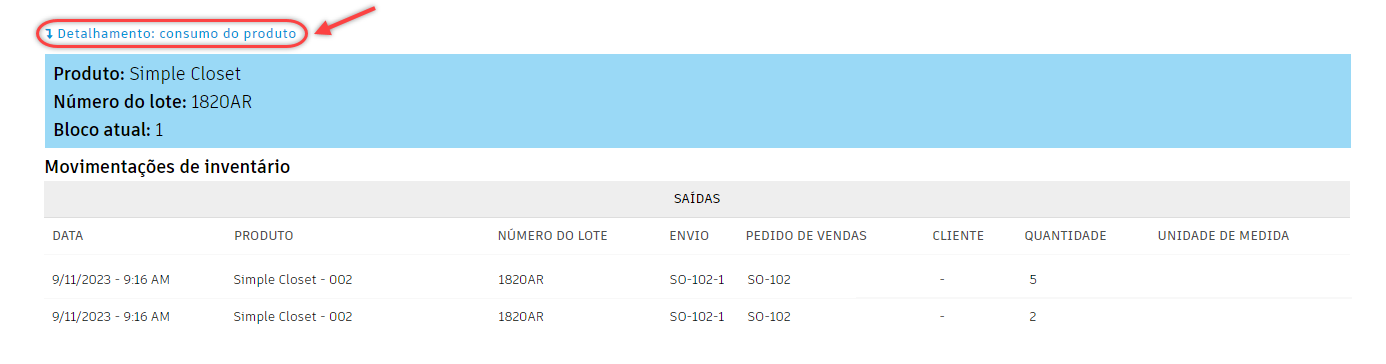 Detalhamento: consumo do produto
Produto: Simple Closet
Número do lote: 1820AR
Bloco atual: 1
Movimentações de inventário
SAÍDAS
DATA PRODUTO NÚMERO DO LOTE ENVIO PEDIDO DE VENDAS CLIENTE QUANTIDADE UNIDADE DE MEDIDA
9/11/2023 - 9:16 AM Simple Closet - 002 1820AR SO-102-1 SO-102 - 5
9/11/2023 - 9:16 AM Simple Closet - 002 1820AR SO-102-1 SO-102 - 2